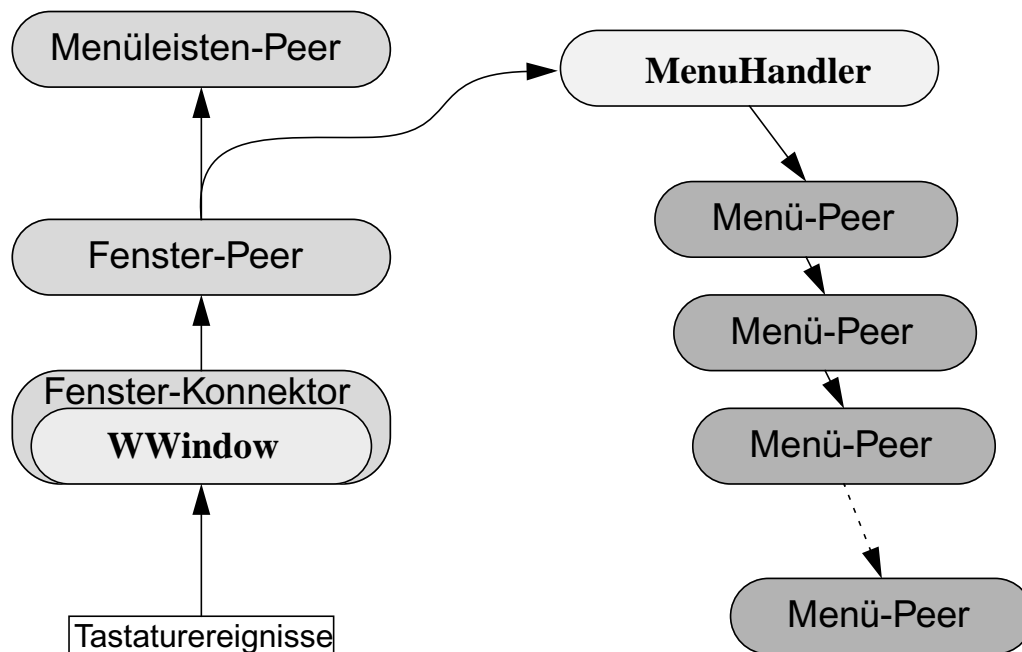 Menüleisten-Peer
MenuHandler
Menü-Peer
Fenster-Peer
Menü-Peer
Fenster-Konnektor
WWindow
Menü-Peer
Menü-Peer
Tastaturereignisse